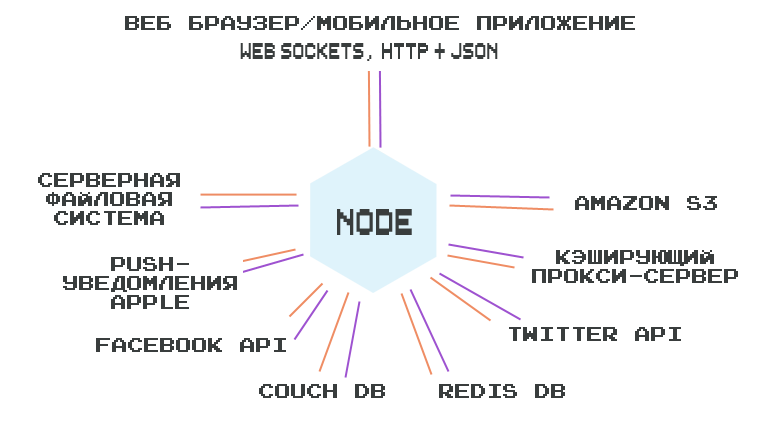 ВЕБ БРАУЗЕР/МОБИЛЬНОЕ ПРИЛОЖЕНИЕ
WEB SOCKETS, HTTP + JSON
СЕРВЕРНАЯ
ФАЙЛОВАЯ
СИСТЕМА
AMAZON S3
NODE
PUSH-
УВЕДОМЛЕНИЯ
APPLE
КЭШИРУЮЩИЙ
ПРОКСИ-СЕРВЕР
FACEBOOK API
TWITTER API
COUCH DB
REDIS DB